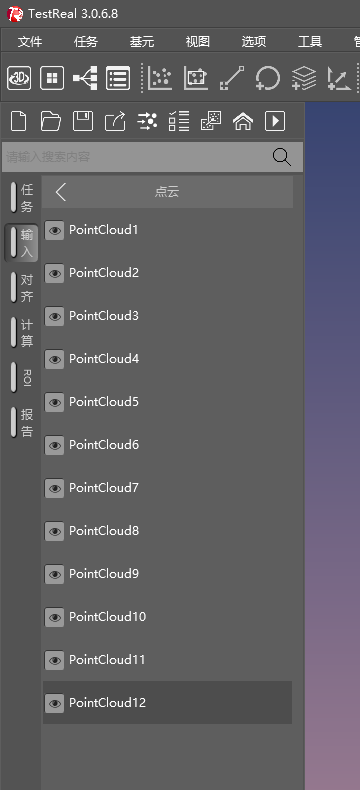 TestReal 3.0.6.8
文件 任务 基元 视图 选项 工具
3D
请输入搜索内容
任务
输入
对齐
计算
ROI
报告
点云
PointCloud1
PointCloud2
PointCloud3
PointCloud4
PointCloud5
PointCloud6
PointCloud7
PointCloud8
PointCloud9
PointCloud10
PointCloud11
PointCloud12